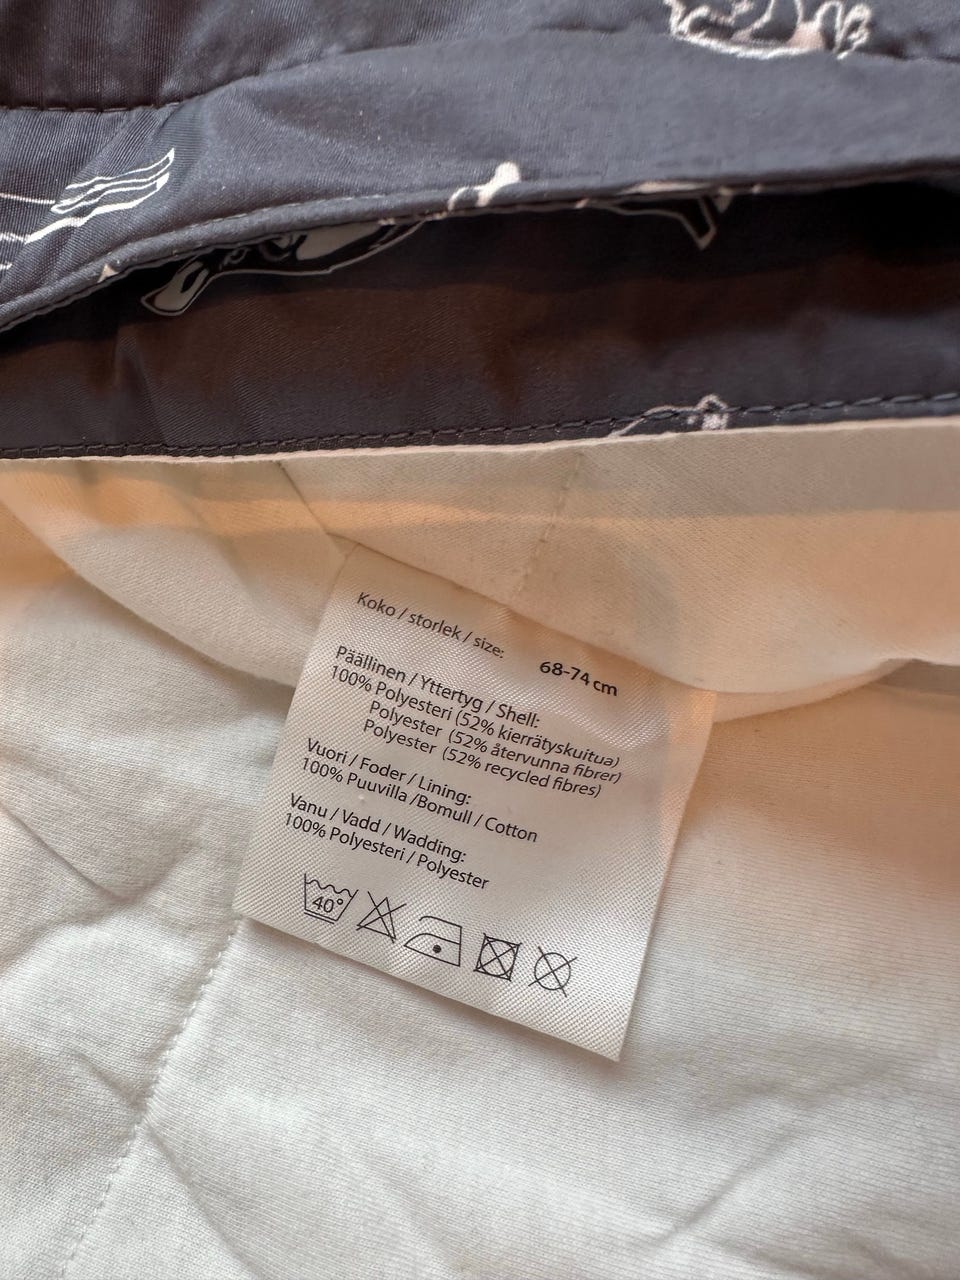 Koko / storlek / size: 68-74 cm
Päällinen / Yttertyg / Shell:
100% Polyesteri (52% kierrätyskuitua)
Polyester (52% återvunna fibrer)
Polyester (52% recycled fibres)
Vuori / Foder / Lining:
100% Puuvilla /Bomull / Cotton
Vanu / Vadd / Wadding:
100% Polyesteri / Polyester
40°